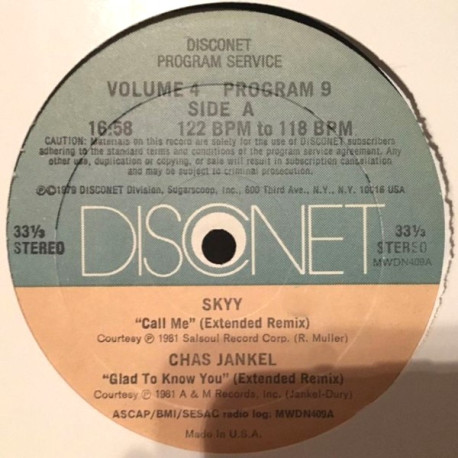 DISCONET
PROGRAM SERVICE
VOLUME 4 PROGRAM 9
SIDE A
16:58 122 BPM to 118 BPM
CAUTION: Materials on this record are solely for the use of DISCONET subscribers
adhering to the standard terms and conditions of the program service agreement. Any
other use, duplication or copying, or sale will result in subscription cancellation
and may be subject to criminal prosecution.
℗©1979 DISCONET Division, Sugarscoop, Inc., 600 Third Ave., N.Y., N.Y. 10016 USA
33⅓
STEREO
DISCONET
33⅓
STEREO
MWDN409A
SKYY
"Call Me" (Extended Remix)
Courtesy ℗ 1981 Salsoul Record Corp. (R. Muller)
CHAS JANKEL
"Glad To Know You" (Extended Remix)
Courtesy ℗ 1981 A & M Records, Inc. (Jankel-Dury)
ASCAP/BMI/SESAC radio log: MWDN409A
Made in U.S.A.